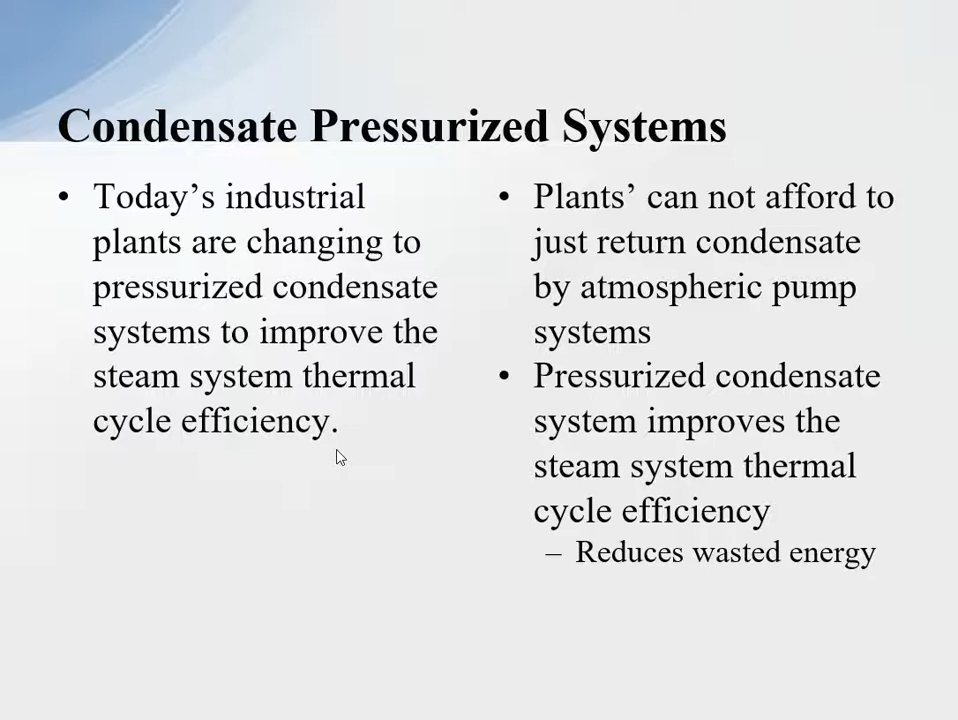 Condensate Pressurized Systems
• Today’s industrial
plants are changing to
pressurized condensate
systems to improve the
steam system thermal
cycle efficiency.
• Plants’ can not afford to
just return condensate
by atmospheric pump
systems
• Pressurized condensate
system improves the
steam system thermal
cycle efficiency
– Reduces wasted energy